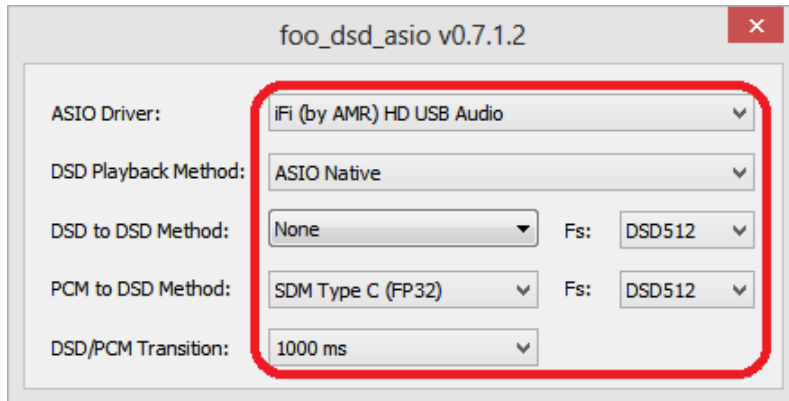 foo_dsd_asio v0.7.1.2
ASIO Driver: iFi (by AMR) HD USB Audio
DSD Playback Method: ASIO Native
DSD to DSD Method: None Fs: DSD512
PCM to DSD Method: SDM Type C (FP32) Fs: DSD512
DSD/PCM Transition: 1000 ms